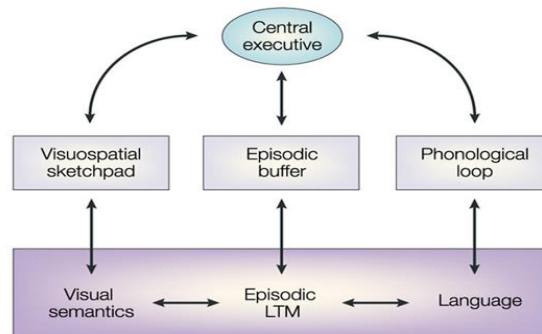 Central
executive
Visuospatial
sketchpad
Episodic
buffer
Phonological
loop
Visual
semantics
Episodic
LTM
Language